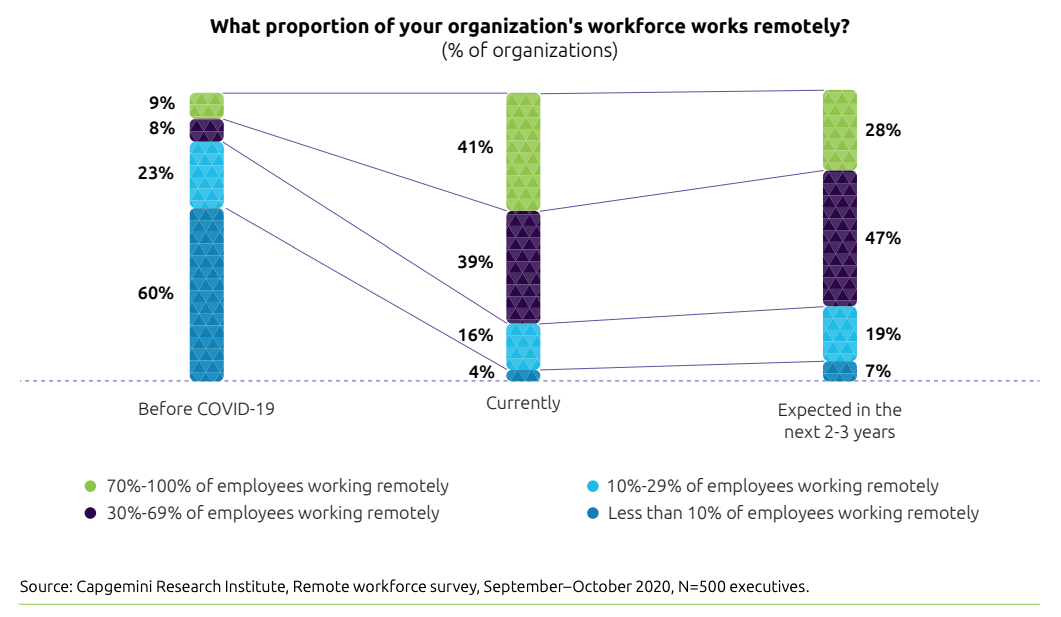 What proportion of your organization's workforce works remotely?
(% of organizations)
9%
8%
23%
60%
41%
39%
16%
4%
28%
47%
19%
7%
Before COVID-19
Currently
Expected in the
next 2-3 years
70%-100% of employees working remotely
30%-69% of employees working remotely
10%-29% of employees working remotely
Less than 10% of employees working remotely
Source: Capgemini Research Institute, Remote workforce survey, September–October 2020, N=500 executives.